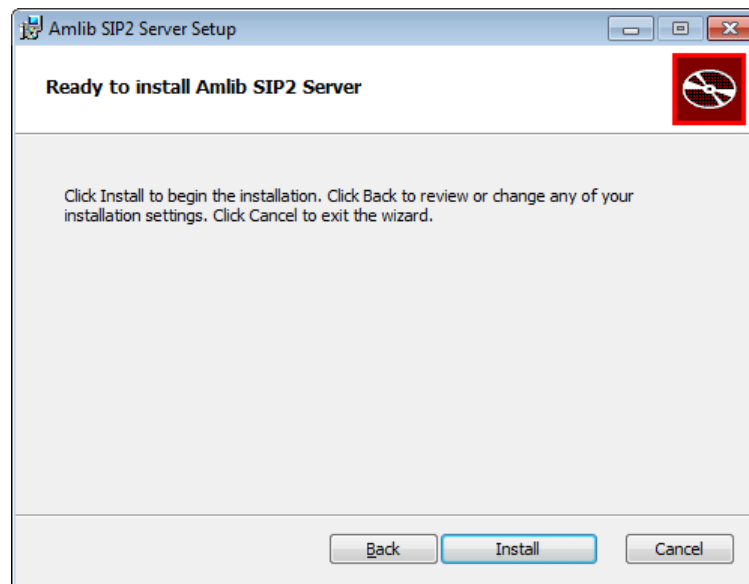 Amlib SIP2 Server Setup
Ready to install Amlib SIP2 Server
Click Install to begin the installation. Click Back to review or change any of your
installation settings. Click Cancel to exit the wizard.
Back Install Cancel